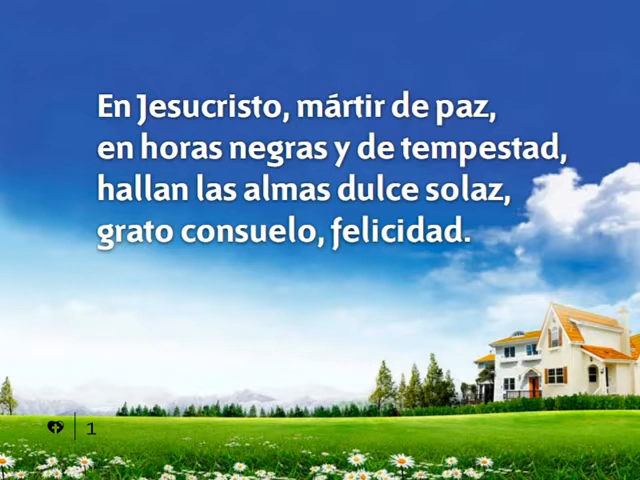 En Jesucristo, mártir de paz,
en horas negras y de tempestad,
hallan las almas dulce solaz,
grato consuelo, felicidad.
1